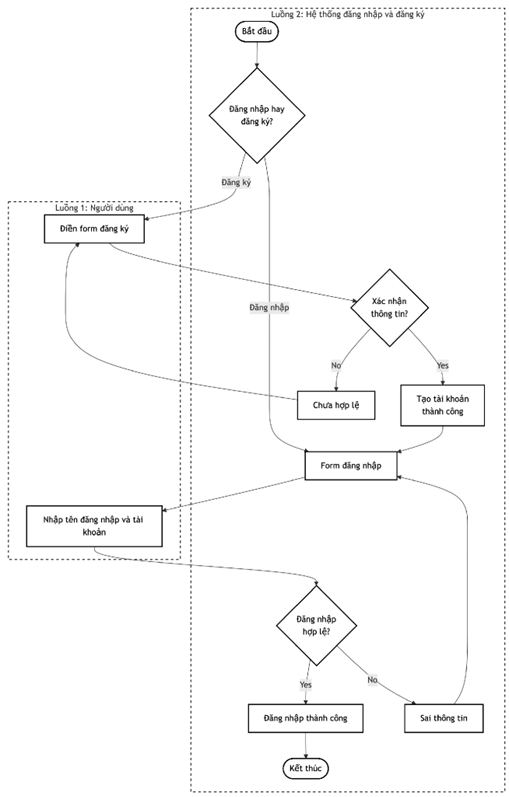 Luồng 2: Hệ thống đăng nhập và đăng ký
Bắt đầu
Đăng nhập hay
đăng ký?
Đăng ký
Luồng 1: Người dùng
Điền form đăng ký
Đăng nhập
Xác nhận
thông tin?
No
Yes
Chưa hợp lệ
Tạo tài khoản
thành công
Form đăng nhập
Nhập tên đăng nhập và tài
khoản
Đăng nhập
hợp lệ?
Yes
No
Đăng nhập thành công
Sai thông tin
Kết thúc